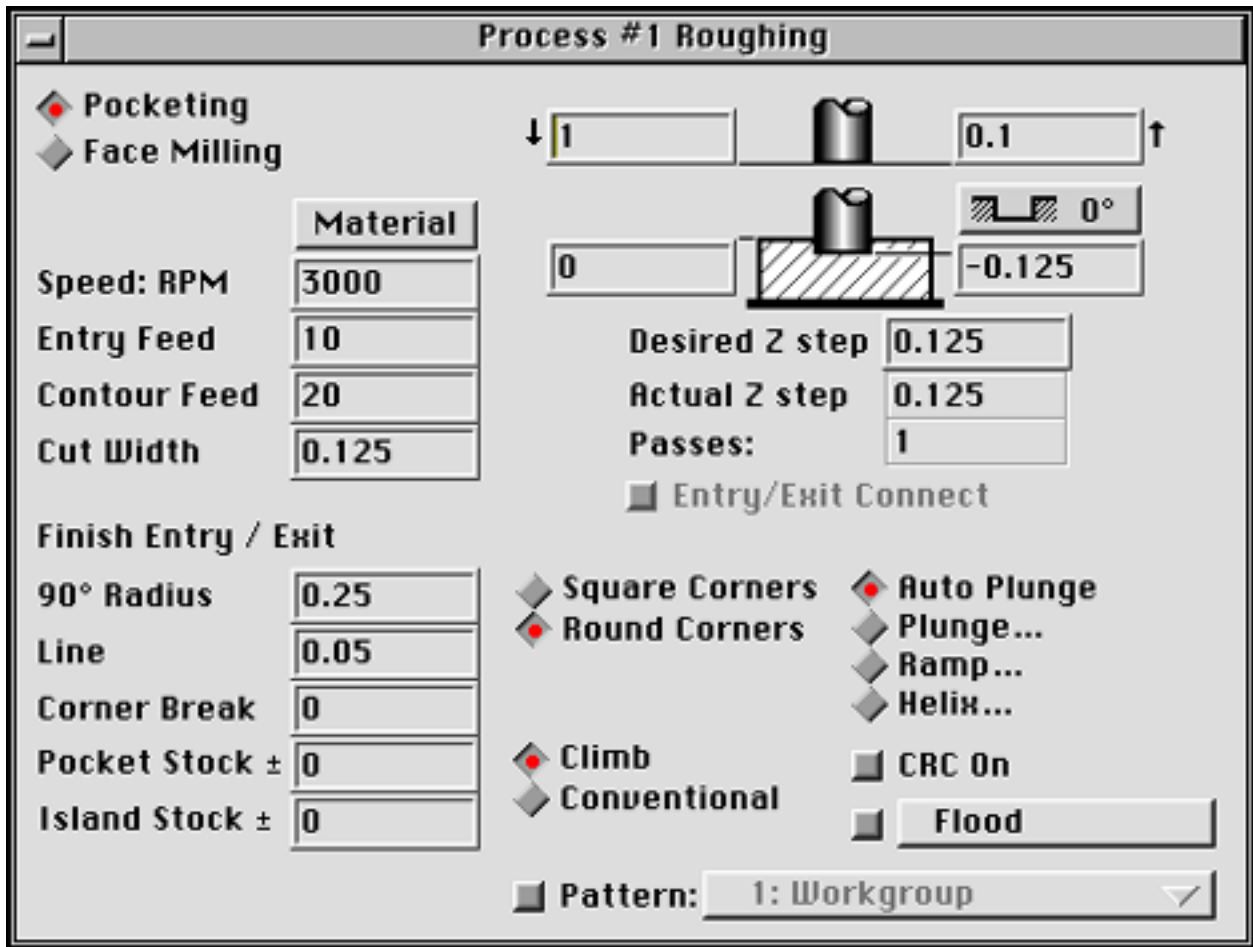 Process #1 Roughing
Pocketing
Face Milling
↓ 1
0.1 ↑
Material
0°
Speed: RPM 3000
0
-0.125
Entry Feed 10
Desired Z step 0.125
Contour Feed 20
Actual Z step 0.125
Cut Width 0.125
Passes: 1
Entry/Exit Connect
Finish Entry / Exit
90° Radius 0.25
Line 0.05
Corner Break 0
Pocket Stock ± 0
Island Stock ± 0
Square Corners
Round Corners
Auto Plunge
Plunge...
Ramp...
Helix...
Climb
Conventional
CRC On
Flood
Pattern: 1: Workgroup